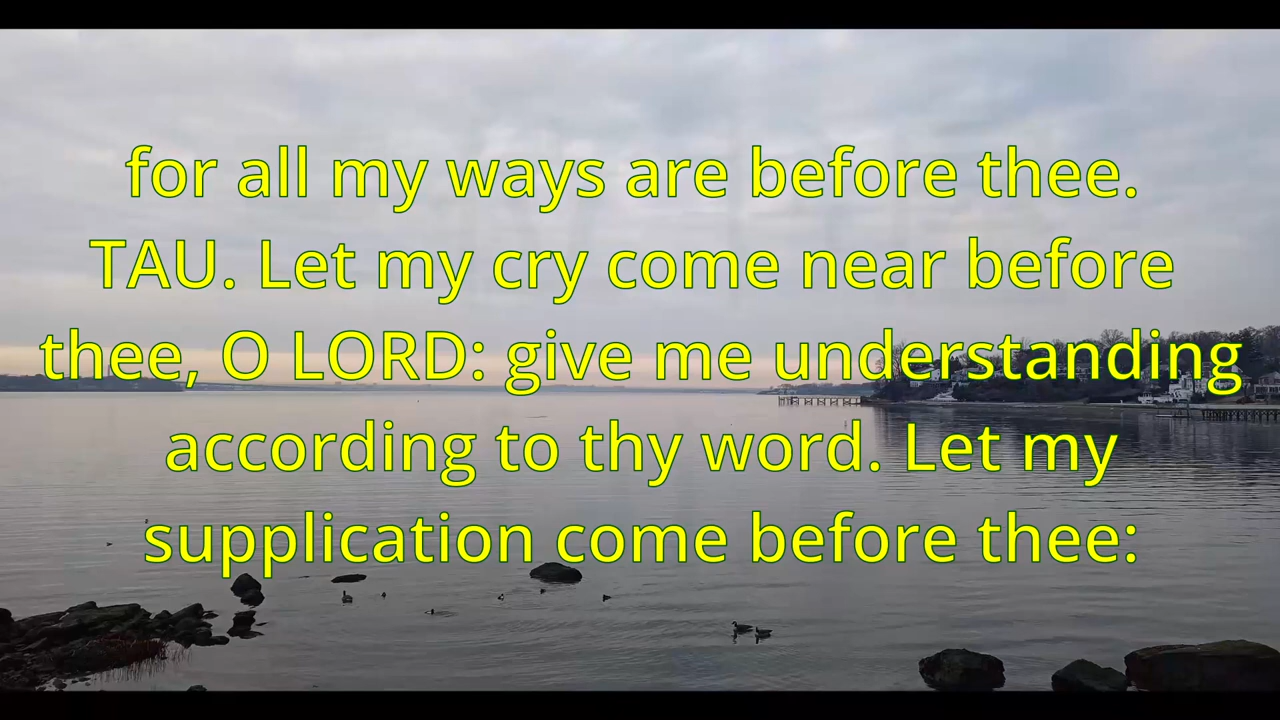 for all my ways are before thee.
TAU. Let my cry come near before
thee, O LORD: give me understanding
according to thy word. Let my
supplication come before thee: